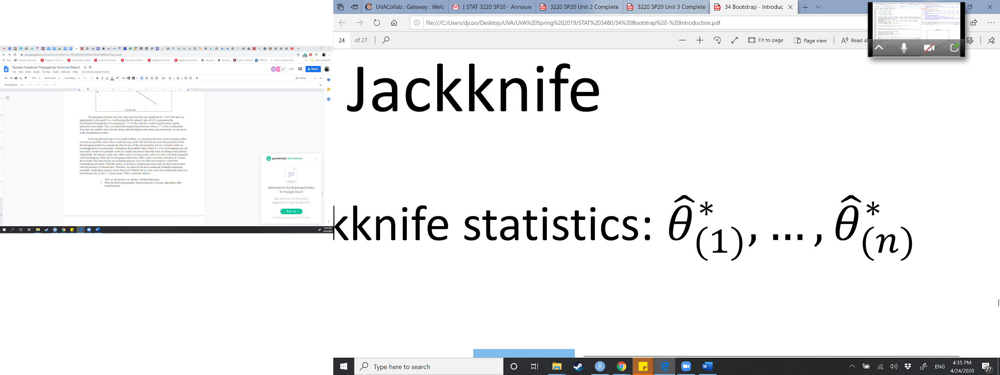 docs.google.com/document/d/
Apps Finding Limits Grap... Tangent to Conic C... Trigonometry Cheat... Limits Cheat Sheet... Derivatives Cheat S... Integrals Cheat She... Algebra Cheat Shee... Calculus II Calculus I Section 10.2.pdf STATS LC Micro I. Lesson 4.doc Other bookmarks
Russian Facebook Propaganda: Technical Report
File Edit View Insert Format Tools Add-ons Help All changes saved in Drive
Share
100% Normal text Times New... 11 Editing
New equation
Ad_Freq_state
The interaction between Ad_Freq_state and ElectYear was significant (p < 0.001496) and was
implemented to the model. It is worth noting that the optimal value of λ̂ by maximizing the
log-likelihood through Box-Cox remained λ̂ = 0.38 after both the variable transformation and the
interaction were added. Thus, we utilized the original transformation where to the overall model.
Now that our variables were selected, along with their higher-order terms and interactions, we moved on
to the resampling procedure.
Following the final steps of our model building, we considered the many outliers existing within
our data as a possible issue to the overall end stage model. We had first discussed the possibility of the
Bootstrapping method to resample the data because of the non-normality, but we eventually ruled out
bootstrapping for several reasons. Considering the available data we had (n = 476), bootstrapping was not
necessarily needed as it generally works for smaller amounts of data than what our findings had gathered.
Additionally, the extreme values, the outliers and/or leverage points, tend to not fare well when resampled
with bootstrapping. While the bootstrapping method does offer a more consistent estimation of variance,
the available data extracted for our modeling purposes were not sufficient enough to conduct the
bootstrapping procedure. With this notion, we needed a sampling procedure that was more conservative
with the presence of extreme data. Therefore, we opted for the more traditional Jackknife resampling
procedure. Jackknifing requires observations to be deleted one at a time, each time refitting the regression
model based only on the n -1 observations. With n jackknife statistics
○ Why we did this/how we did this: Method behind this
○ Plots for observing normality, homoscedasticity, leverage, and outliers after
transformation.
grammarly for Chrome
Welcome to the Grammarly beta
for Google Docs!
Sign up to turn on Grammarly
suggestions in your Google Docs.
Sign up
Already have an account? Log in
4:35 PM
4/24/2020
UVACollab : Gateway : Welc [ STAT 3220 SP20 - Announc 3220 SP20 Unit 2 Complete 3220 SP20 Unit 3 Complete 34 Bootstrap - Introduc
file:///C:/Users/djcoo/Desktop/UVA/UVA%20Spring%202019/STAT%203480/34%20Bootstrap%20-%20Introduction.pdf
24 of 27 Fit to page Page view Read al
Jackknife
kknife statistics: θ̂*(1), … , θ̂*(n)
Type here to search
ENG 4:35 PM
4/24/2020
27